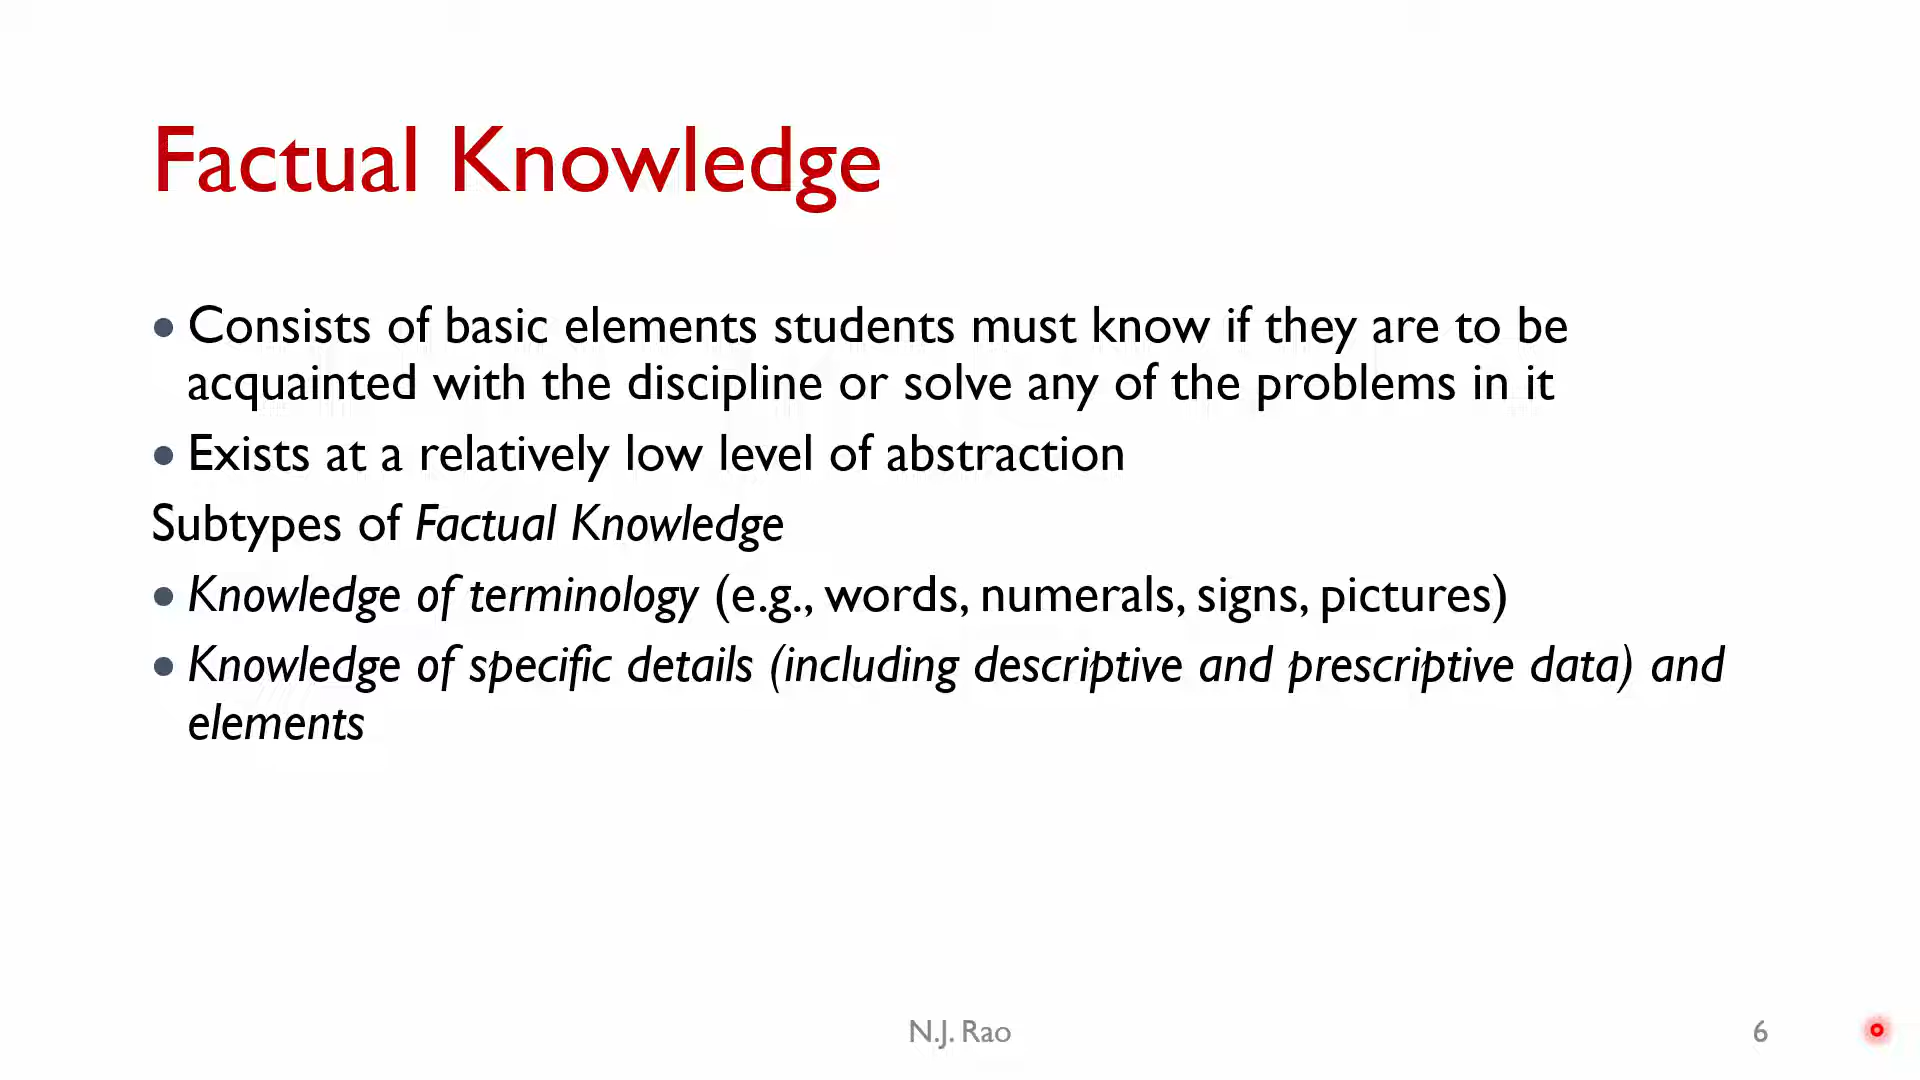 Factual Knowledge
• Consists of basic elements students must know if they are to be
acquainted with the discipline or solve any of the problems in it
• Exists at a relatively low level of abstraction
Subtypes of Factual Knowledge
• Knowledge of terminology (e.g., words, numerals, signs, pictures)
• Knowledge of specific details (including descriptive and prescriptive data) and
elements
N.J. Rao
6